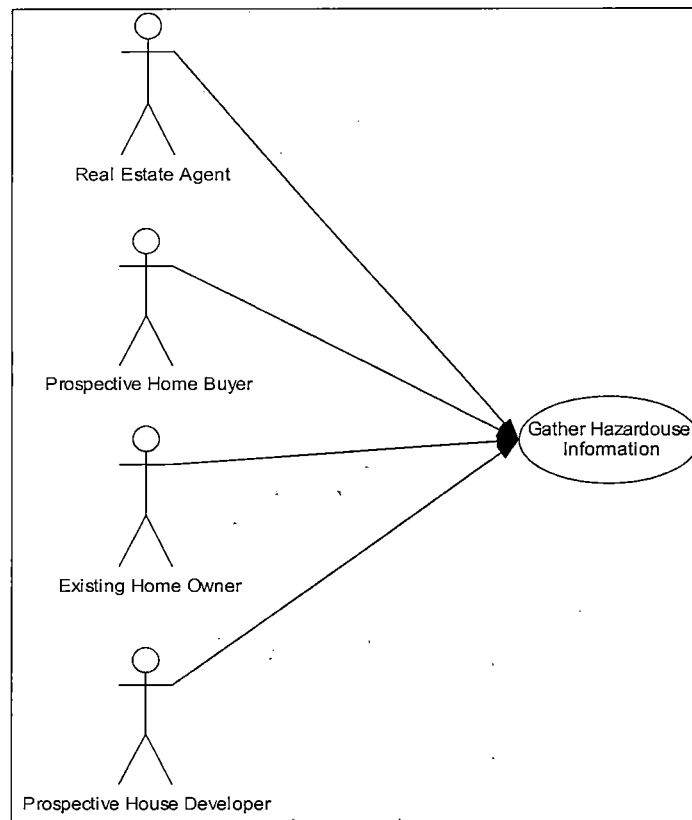 Real Estate Agent
Prospective Home Buyer
Gather Hazardouse
Information
Existing Home Owner
Prospective House Developer